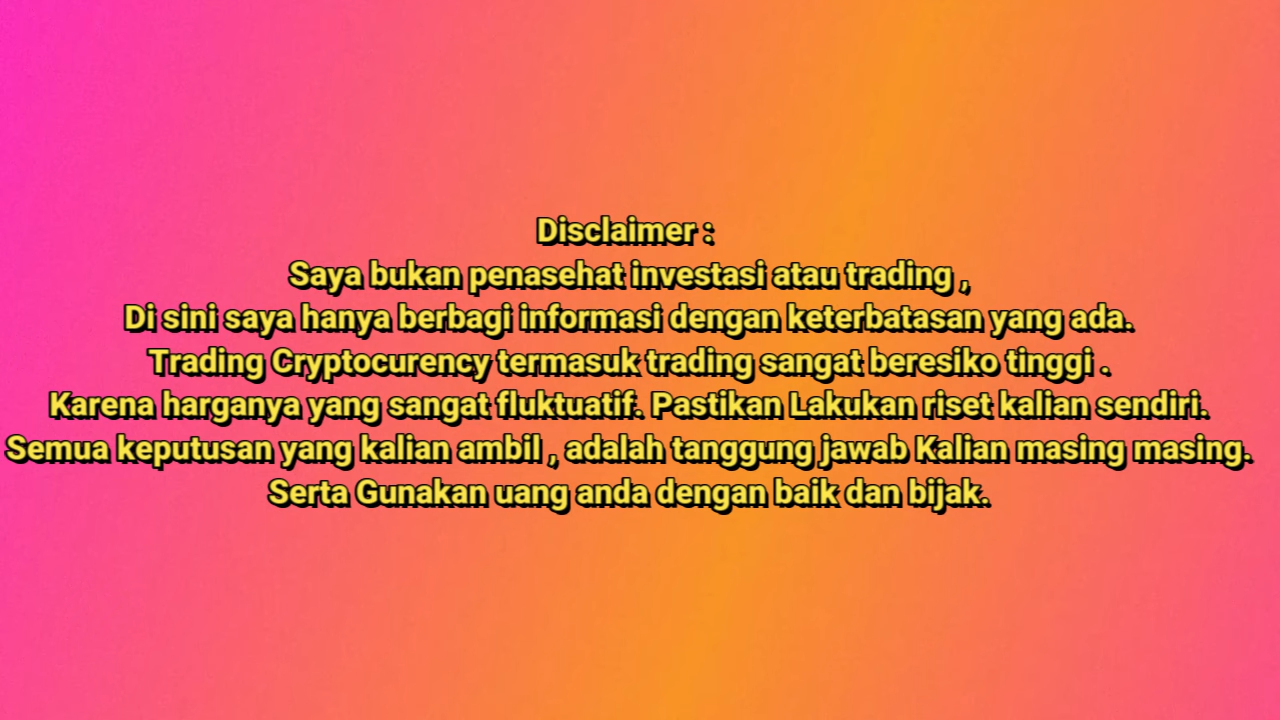 Disclaimer :
Saya bukan penasehat investasi atau trading ,
Di sini saya hanya berbagi informasi dengan keterbatasan yang ada.
Trading Cryptocurency termasuk trading sangat beresiko tinggi .
Karena harganya yang sangat fluktuatif. Pastikan Lakukan riset kalian sendiri.
Semua keputusan yang kalian ambil , adalah tanggung jawab Kalian masing masing.
Serta Gunakan uang anda dengan baik dan bijak.